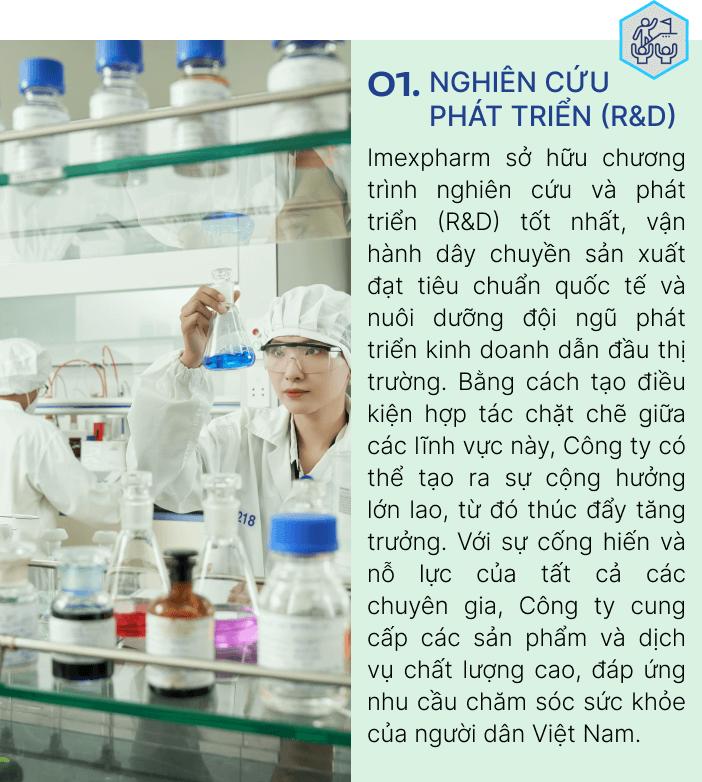 01. NGHIÊN CỨU
PHÁT TRIỂN (R&D)
Imexpharm sở hữu chương
trình nghiên cứu và phát
triển (R&D) tốt nhất, vận
hành dây chuyền sản xuất
đạt tiêu chuẩn quốc tế và
nuôi dưỡng đội ngũ phát
triển kinh doanh dẫn đầu thị
trường. Bằng cách tạo điều
kiện hợp tác chặt chẽ giữa
các lĩnh vực này, Công ty có
thể tạo ra sự cộng hưởng
lớn lao, từ đó thúc đẩy tăng
trưởng. Với sự cống hiến và
nỗ lực của tất cả các
chuyên gia, Công ty cung
cấp các sản phẩm và dịch
vụ chất lượng cao, đáp ứng
nhu cầu chăm sóc sức khỏe
của người dân Việt Nam.
218